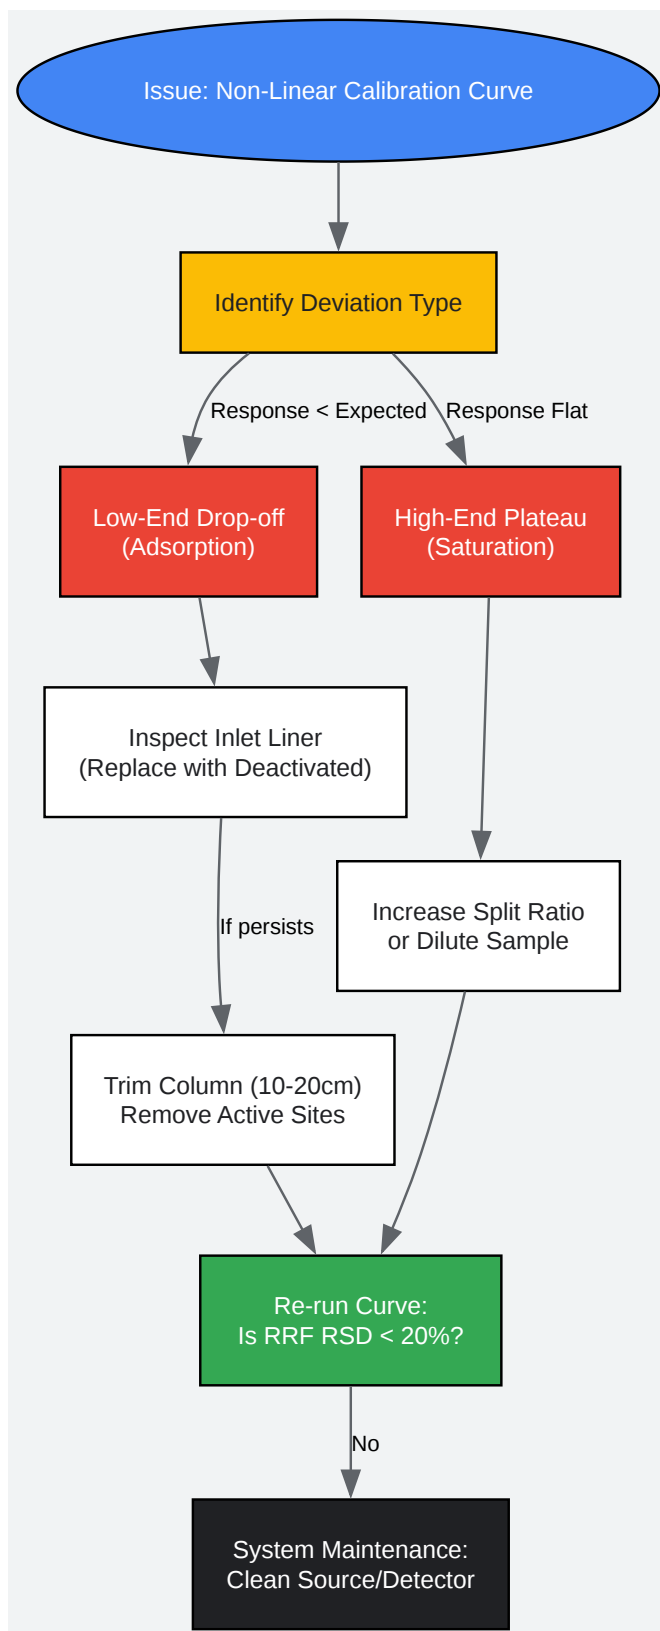 Issue: Non-Linear Calibration Curve
Identify Deviation Type
Response < Expected
Response Flat
Low-End Drop-off
(Adsorption)
High-End Plateau
(Saturation)
Inspect Inlet Liner
(Replace with Deactivated)
Increase Split Ratio
or Dilute Sample
If persists
Trim Column (10-20cm)
Remove Active Sites
Re-run Curve:
Is RRF RSD < 20%?
No
System Maintenance:
Clean Source/Detector